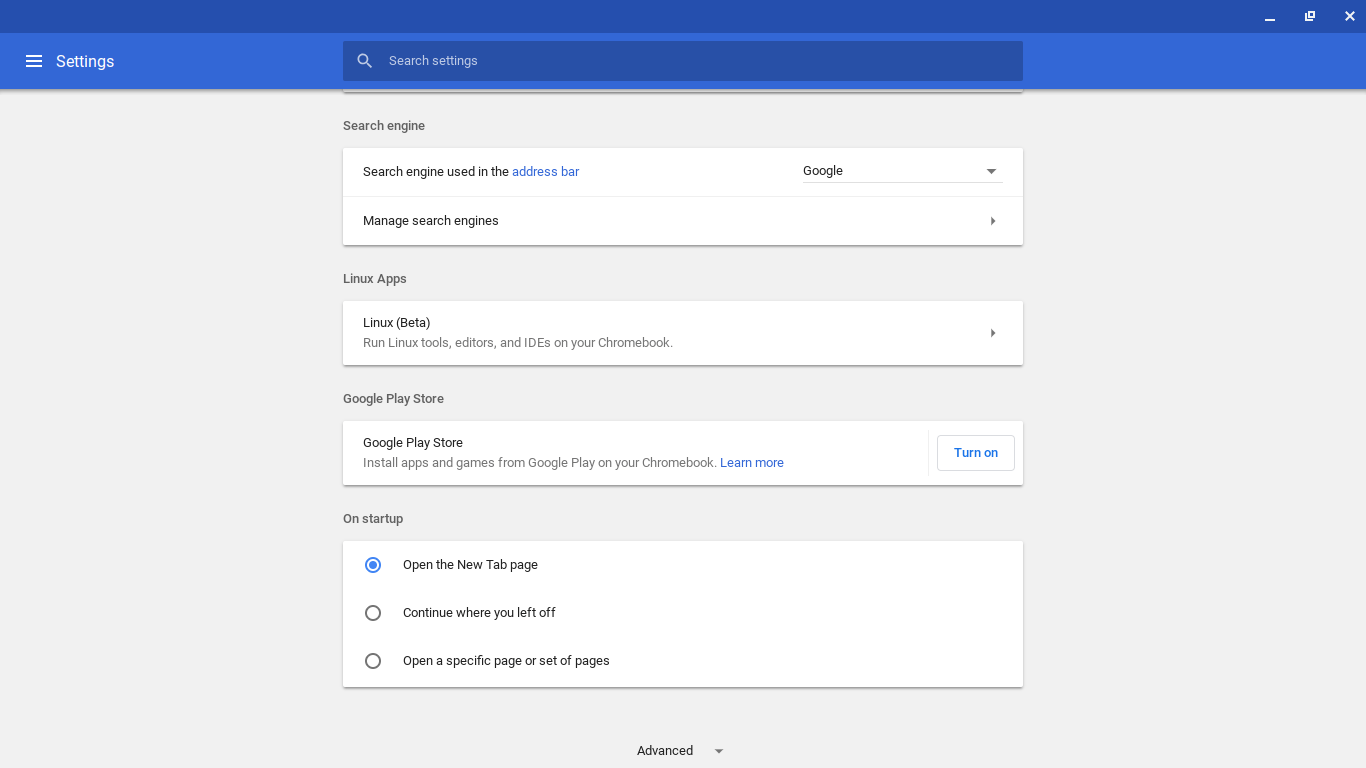 Settings
Search settings
Search engine
Search engine used in the address bar
Google
Manage search engines
Linux Apps
Linux (Beta)
Run Linux tools, editors, and IDEs on your Chromebook.
Google Play Store
Google Play Store
Install apps and games from Google Play on your Chromebook. Learn more
Turn on
On startup
Open the New Tab page
Continue where you left off
Open a specific page or set of pages
Advanced